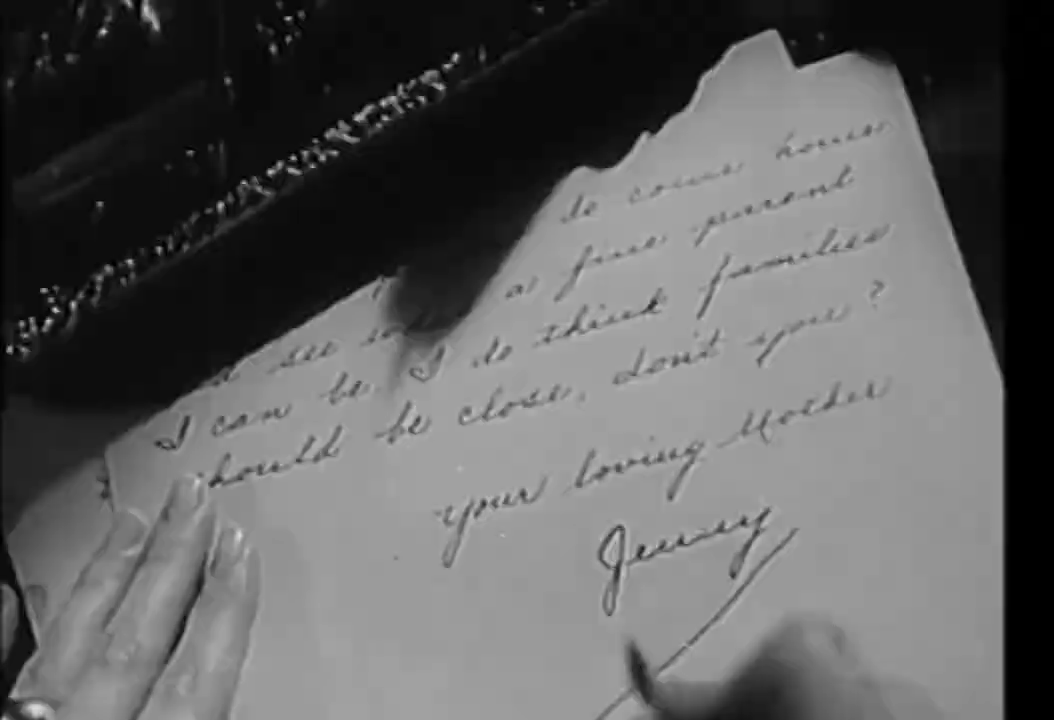 to come home
a fine parent
see I do think families
I can be.
should be close, don't you?
your loving Mother
Jenny